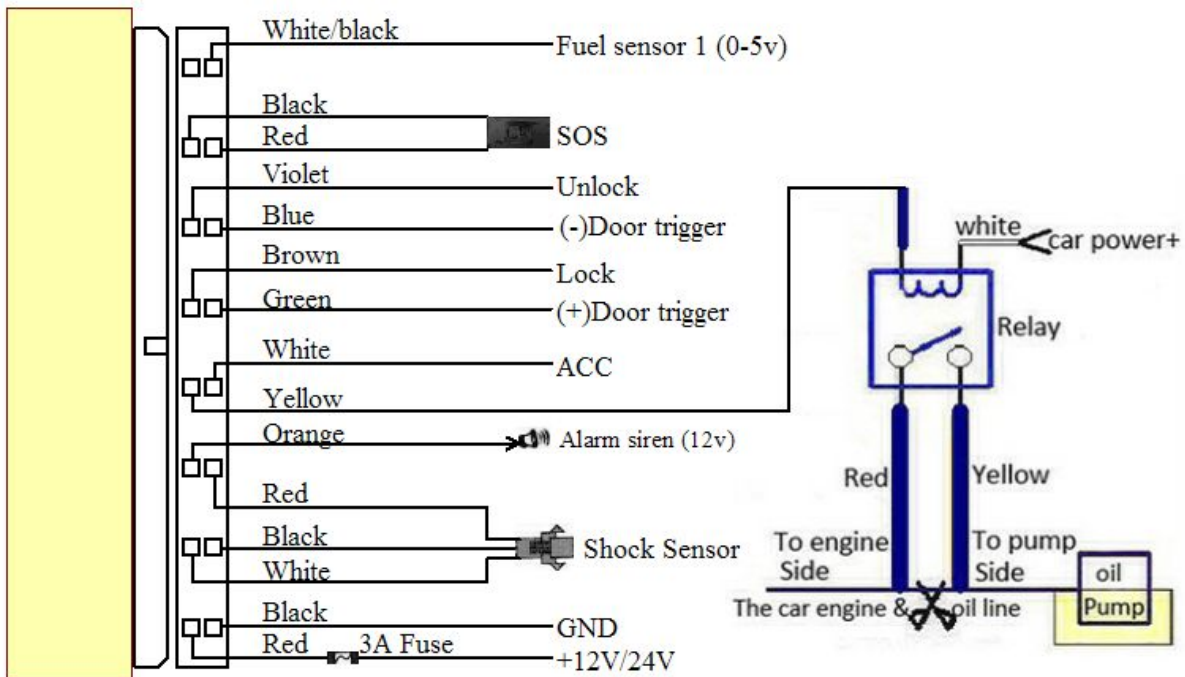 White/black
Fuel sensor 1 (0-5v)
Black
Red
SOS
Violet
Unlock
Blue
(-)Door trigger
Brown
Lock
Green
(+)Door trigger
White
ACC
Yellow
Orange
Alarm siren (12v)
Red
Black
Shock Sensor
White
Black
GND
Red
3A Fuse
+12V/24V
white
car power+
Relay
Red
Yellow
To engine
Side
To pump
Side
The car engine & oil line
oil
Pump